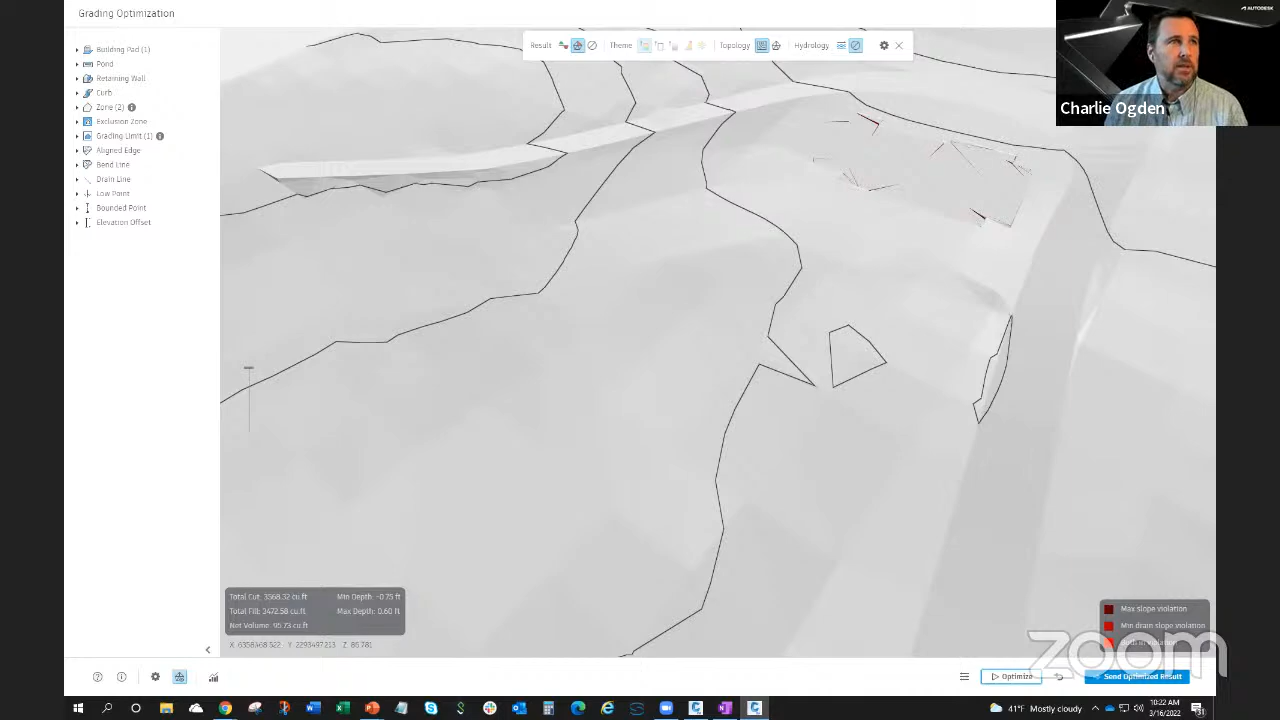 Grading Optimization
AUTODESK
Charlie Ogden
Result Theme Topology Hydrology
Building Pad (1)
Pond
Retaining Wall
Curb
Zone (2)
Exclusion Zone
Grading Limit (1)
Aligned Edge
Bend Line
Drain Line
Low Point
Bounded Point
Elevation Offset
Total Cut: 3568.32 cu.ft Min Depth: -0.75 ft
Total Fill: 3472.58 cu.ft Max Depth: 0.60 ft
Net Volume: 95.73 cu.ft
Max slope violation
Min drain slope violation
zoom
Optimize
Send Optimized Result
41°F Mostly cloudy
10:22 AM
3/16/2022